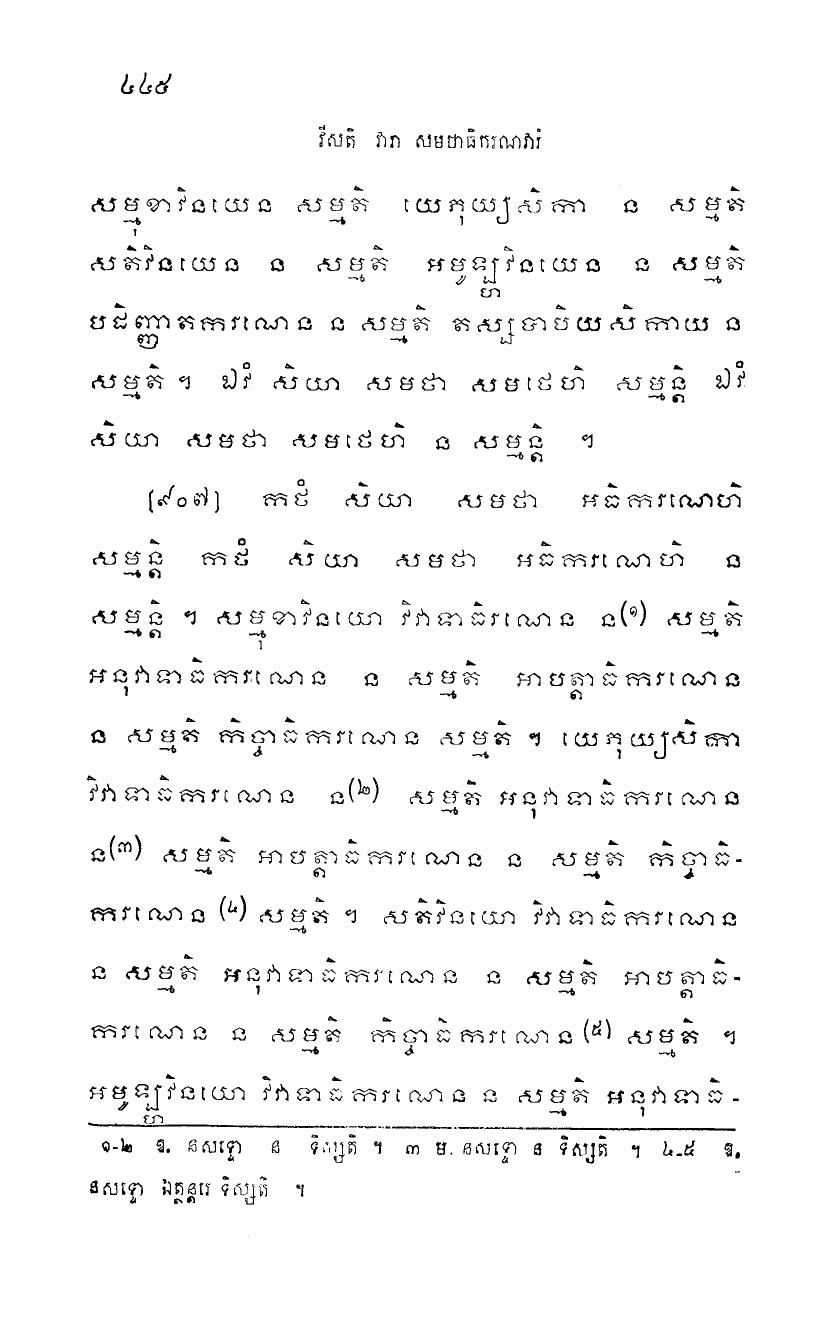 ៤៤៥
វីសតិ វារា សមថាធិករណវារំ
សម្មុខាវិនយេន សម្មតិ យេភុយ្យសិកា ន សម្មតិ
សតិវិនយេន ន សម្មតិ អមូឡ្ហវិនយេន ន សម្មតិ
បដិញ្ញាតករណេន ន សម្មតិ តស្សបាបិយសិកាយ ន
សម្មតិ ។ ឯវំ សិយា សមថា សមថេហិ សម្មន្តិ ឯវំ
សិយា សមថា សមថេហិ ន សម្មន្តិ ។
[៩០៧] កថំ សិយា សមថា អធិករណេហិ
សម្មន្តិ កថំ សិយា សមថា អធិករណេហិ ន
សម្មន្តិ ។ សម្មុខាវិនយោ វិវាទាធិរណេន ន(១) សម្មតិ
អនុវាទាធិករណេន ន សម្មតិ អាបត្តាធិករណេន
ន សម្មតិ កិច្ចាធិករណេន សម្មតិ ។ យេភុយ្យសិកា
វិវាទាធិករណេន ន(២) សម្មតិ អនុវាទាធិករណេន
ន(៣) សម្មតិ អាបត្តាធិករណេន ន សម្មតិ កិច្ចាធិ-
ករណេន (៤) សម្មតិ ។ សតិវិនយោ វិវាទាធិករណេន
ន សម្មតិ អនុវាទាធិករណេន ន សម្មតិ អាបត្តាធិ-
ករណេន ន សម្មតិ កិច្ចាធិករណេន (៥) សម្មតិ ។
អមូឡ្ហវិនយោ វិវាទាធិករណេន ន សម្មតិ អនុវាទាធិ-
១-២ ឱ. នសទ្ទោ ន ទិស្សតិ ។ ៣ ម. នសទ្ទោ ន ទិស្សតិ ។ ៤-៥ ឱ.
នសទ្ទោ ឯត្ថន្តរេ ទិស្សតិ ។